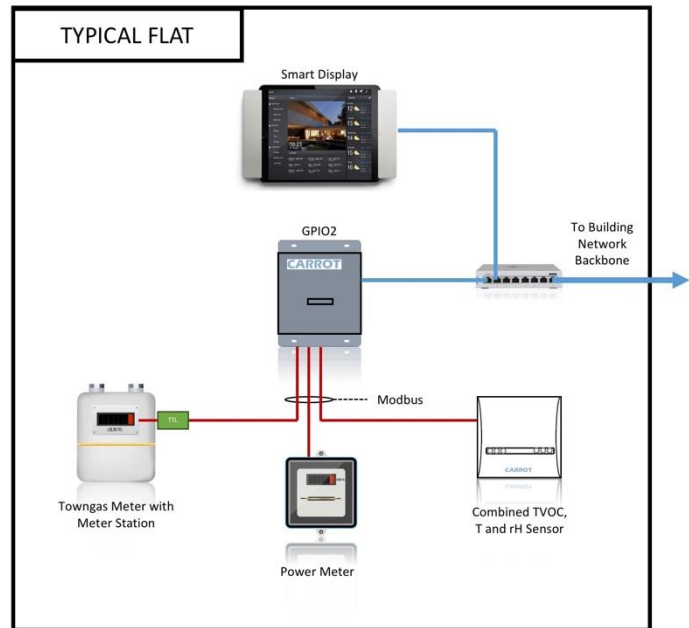 TYPICAL FLAT
Smart Display
GPIO2
CARROT
To Building
Network
Backbone
Modbus
TTL
CARROT
Towngas Meter with
Meter Station
Power Meter
Combined TVOC,
T and rH Sensor